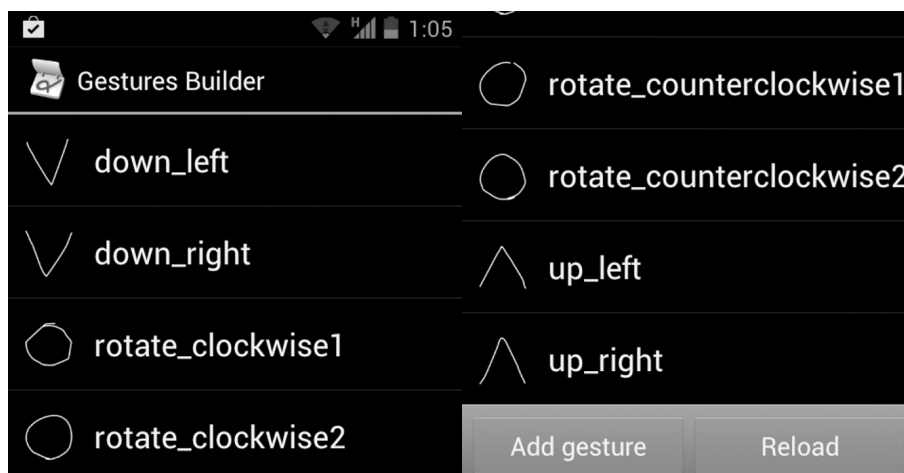 H 1:05
Gestures Builder
down_left
down_right
rotate_clockwise1
rotate_clockwise2
rotate_counterclockwise1
rotate_counterclockwise2
up_left
up_right
Add gesture
Reload